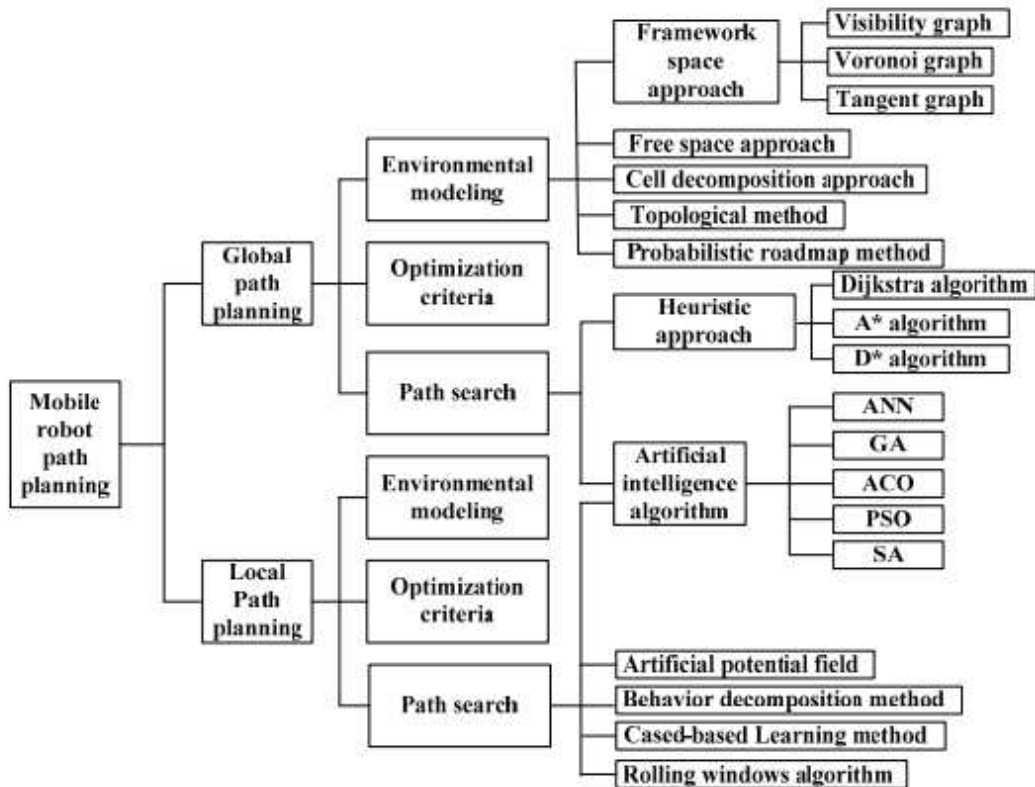 Mobile
robot
path
planning
Global
path
planning
Local
Path
planning
Environmental
modeling
Optimization
criteria
Path search
Environmental
modeling
Optimization
criteria
Path search
Framework
space
approach
Free space approach
Cell decomposition approach
Topological method
Probabilistic roadmap method
Heuristic
approach
Artificial
intelligence
algorithm
Artificial potential field
Behavior decomposition method
Cased-based Learning method
Rolling windows algorithm
Visibility graph
Voronoi graph
Tangent graph
Dijkstra algorithm
A* algorithm
D* algorithm
ANN
GA
ACO
PSO
SA